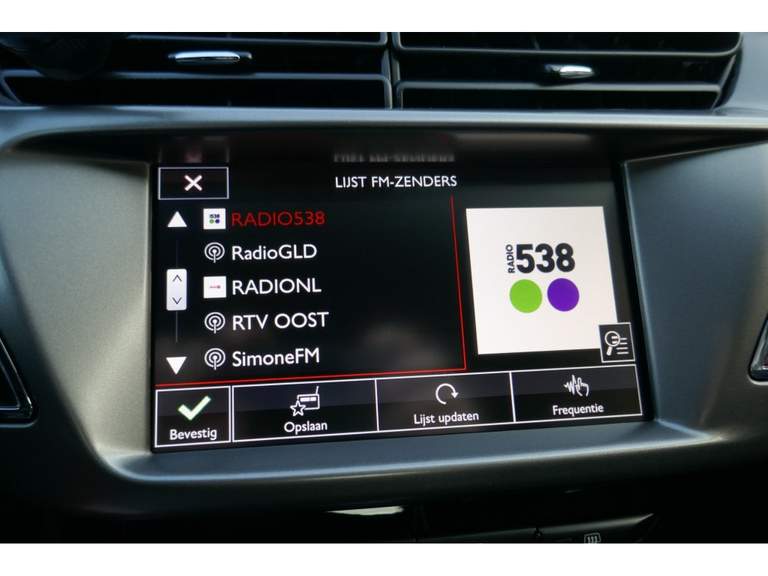 LIJST FM-ZENDERS
RADIO538
RadioGLD
RADIONL
RTV OOST
SimoneFM
RADIO
538
Bevestig
Opslaan
Lijst updaten
Frequentie